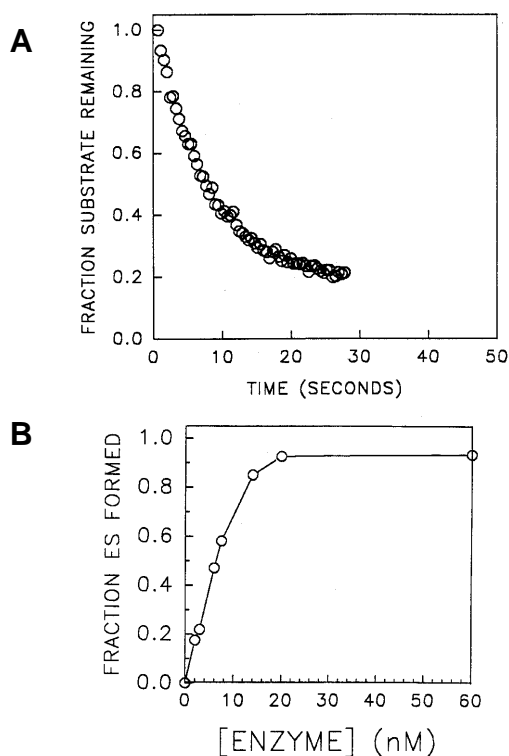 A
FRACTION SUBSTRATE REMAINING
1.0
0.8
0.6
0.4
0.2
0.0
0 10 20 30 40 50
TIME (SECONDS)
B
FRACTION ES FORMED
1.0
0.8
0.6
0.4
0.2
0.0
0 10 20 30 40 50 60
[ENZYME] (nM)